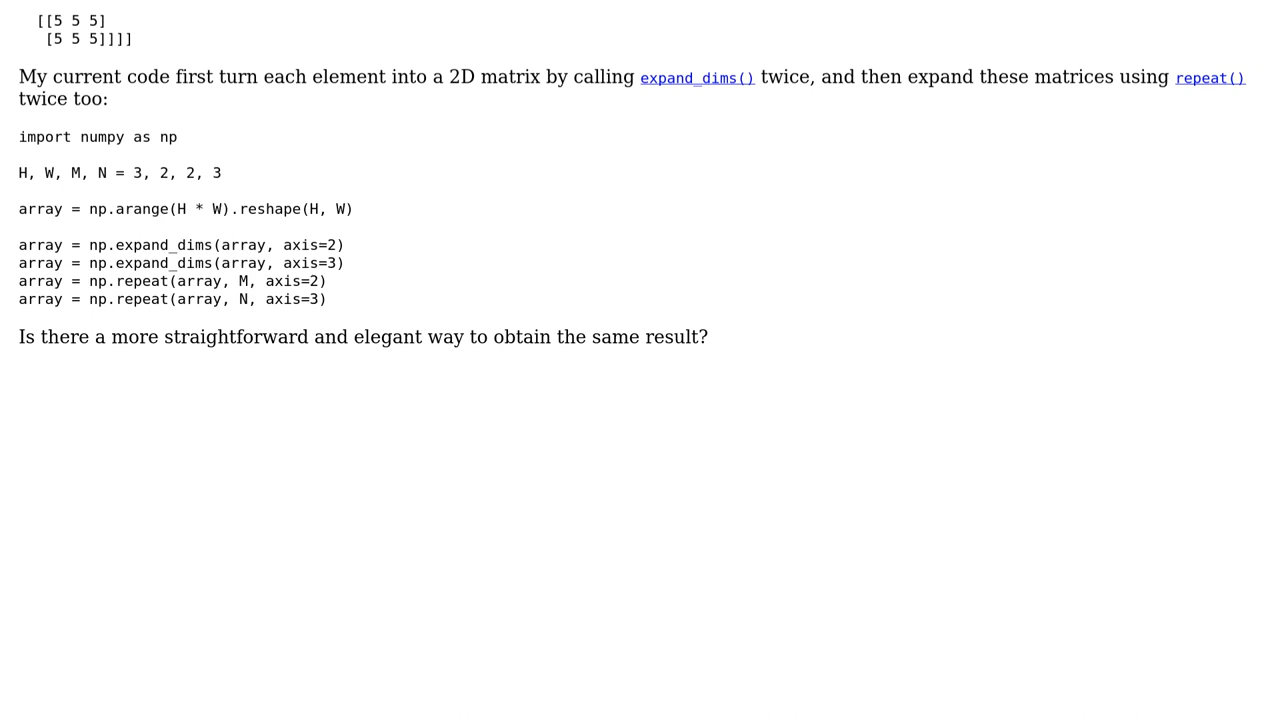 [[5 5 5]
[5 5 5]]]]
My current code first turn each element into a 2D matrix by calling expand_dims() twice, and then expand these matrices using repeat()
twice too:
import numpy as np
H, W, M, N = 3, 2, 2, 3
array = np.arange(H * W).reshape(H, W)
array = np.expand_dims(array, axis=2)
array = np.expand_dims(array, axis=3)
array = np.repeat(array, M, axis=2)
array = np.repeat(array, N, axis=3)
Is there a more straightforward and elegant way to obtain the same result?